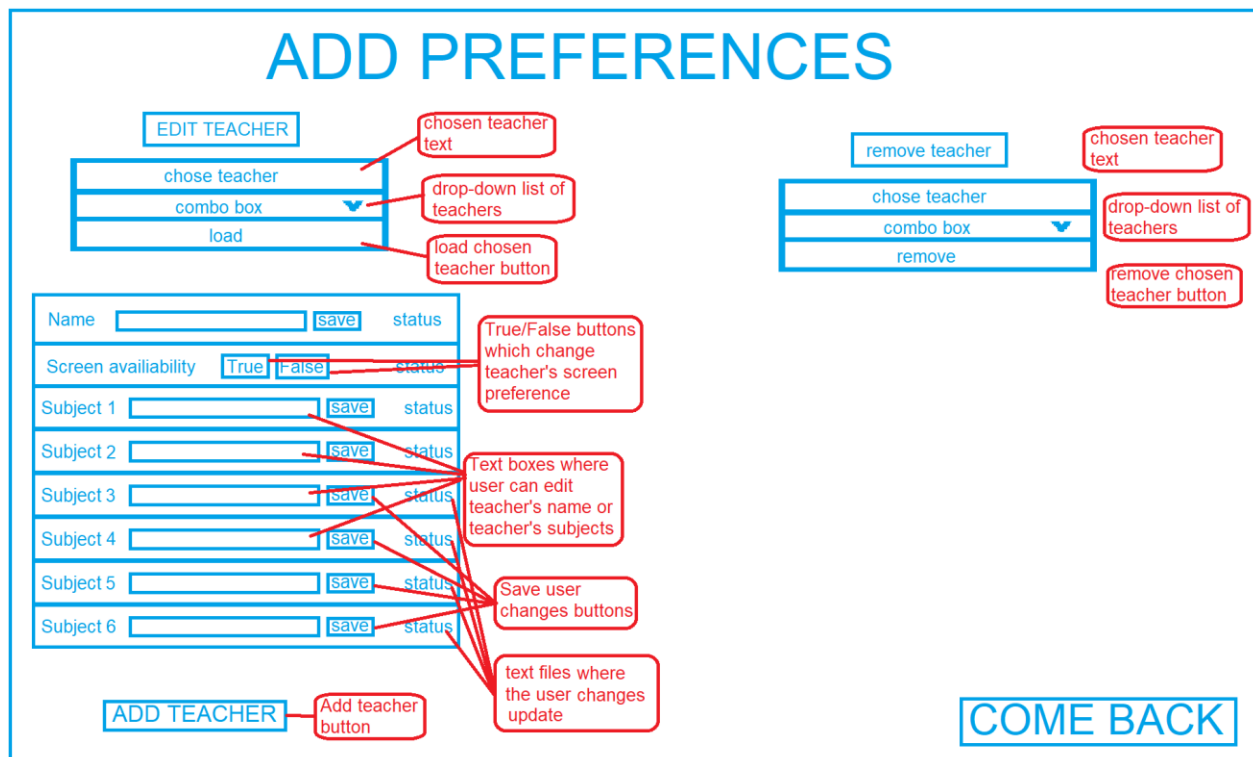 ADD PREFERENCES
EDIT TEACHER
chose teacher
combo box
load
chosen teacher
text
drop-down list of
teachers
load chosen
teacher button
remove teacher
chose teacher
combo box
remove
chosen teacher
text
drop-down list of
teachers
remove chosen
teacher button
Name save status
Screen availiability True False status
Subject 1 save status
Subject 2 save status
Subject 3 save status
Subject 4 save status
Subject 5 save status
Subject 6 save status
True/False buttons
which change
teacher's screen
preference
Text boxes where
user can edit
teacher's name or
teacher's subjects
Save user
changes buttons
text files where
the user changes
update
ADD TEACHER
Add teacher
button
COME BACK